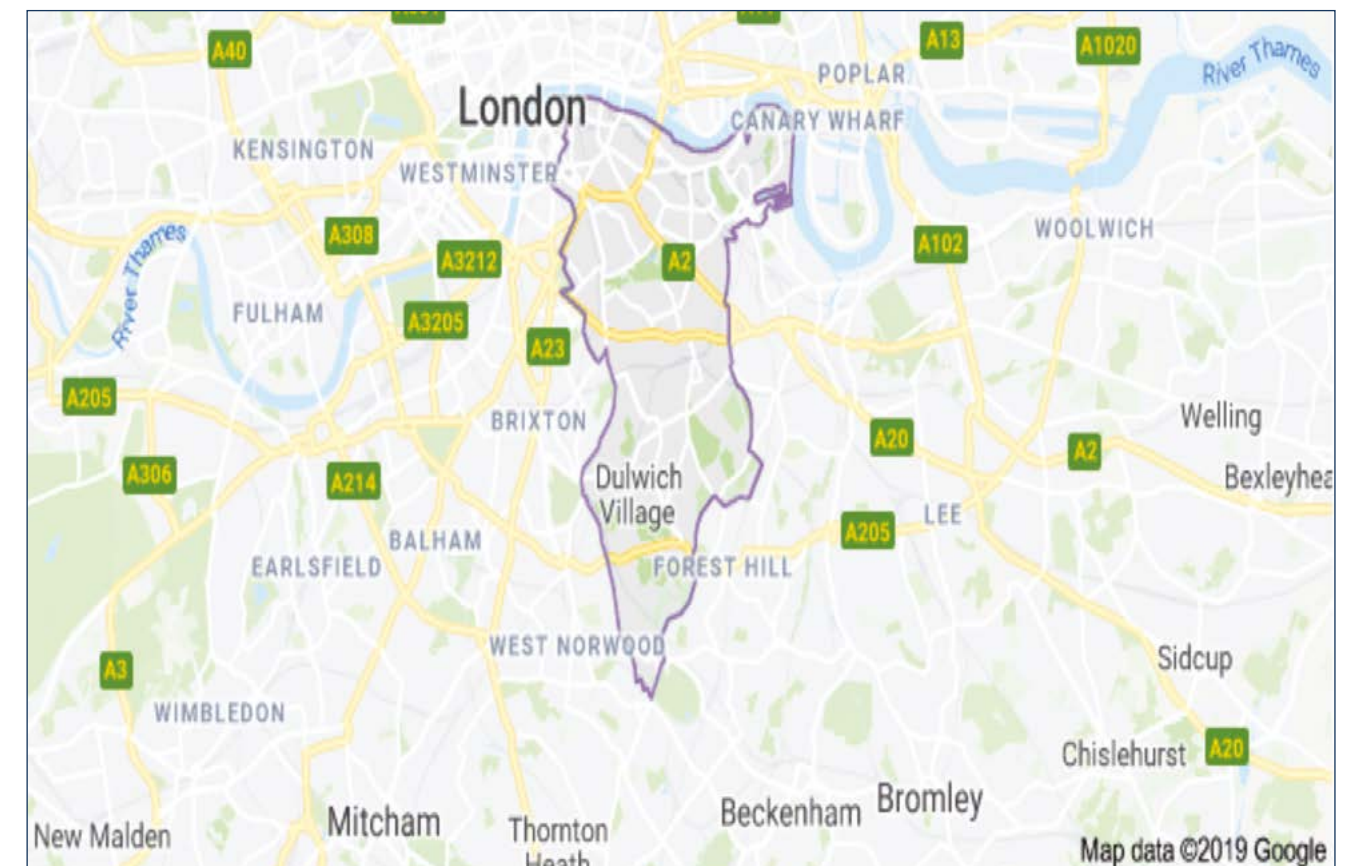 A40
A13
A1020
River Thames
POPLAR
London
CANARY WHARF
KENSINGTON
WESTMINSTER
River Thames
A308
A3212
A2
A102
WOOLWICH
FULHAM
A3205
A23
A205
BRIXTON
Welling
A20
A2
A306
A214
Dulwich
Village
Bexleyhea
BALHAM
A205
LEE
EARLSFIELD
FOREST HILL
WEST NORWOOD
Sidcup
A3
WIMBLEDON
Chislehurst
A20
Mitcham
Thornton
Heath
Beckenham
Bromley
New Malden
Map data ©2019 Google